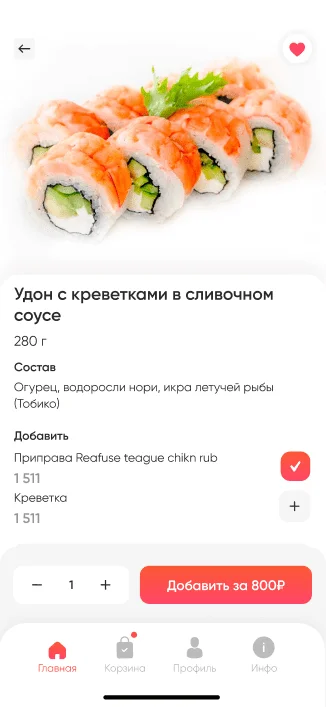 Удон с креветками в сливочном
соусе
280 г
Состав
Огурец, водоросли нори, икра летучей рыбы
(Тобико)
Добавить
Приправа Reafuse teague chikn rub
1 511
Креветка
1 511
1
Добавить за 800₽
Главная
Корзина
Профиль
Инфо